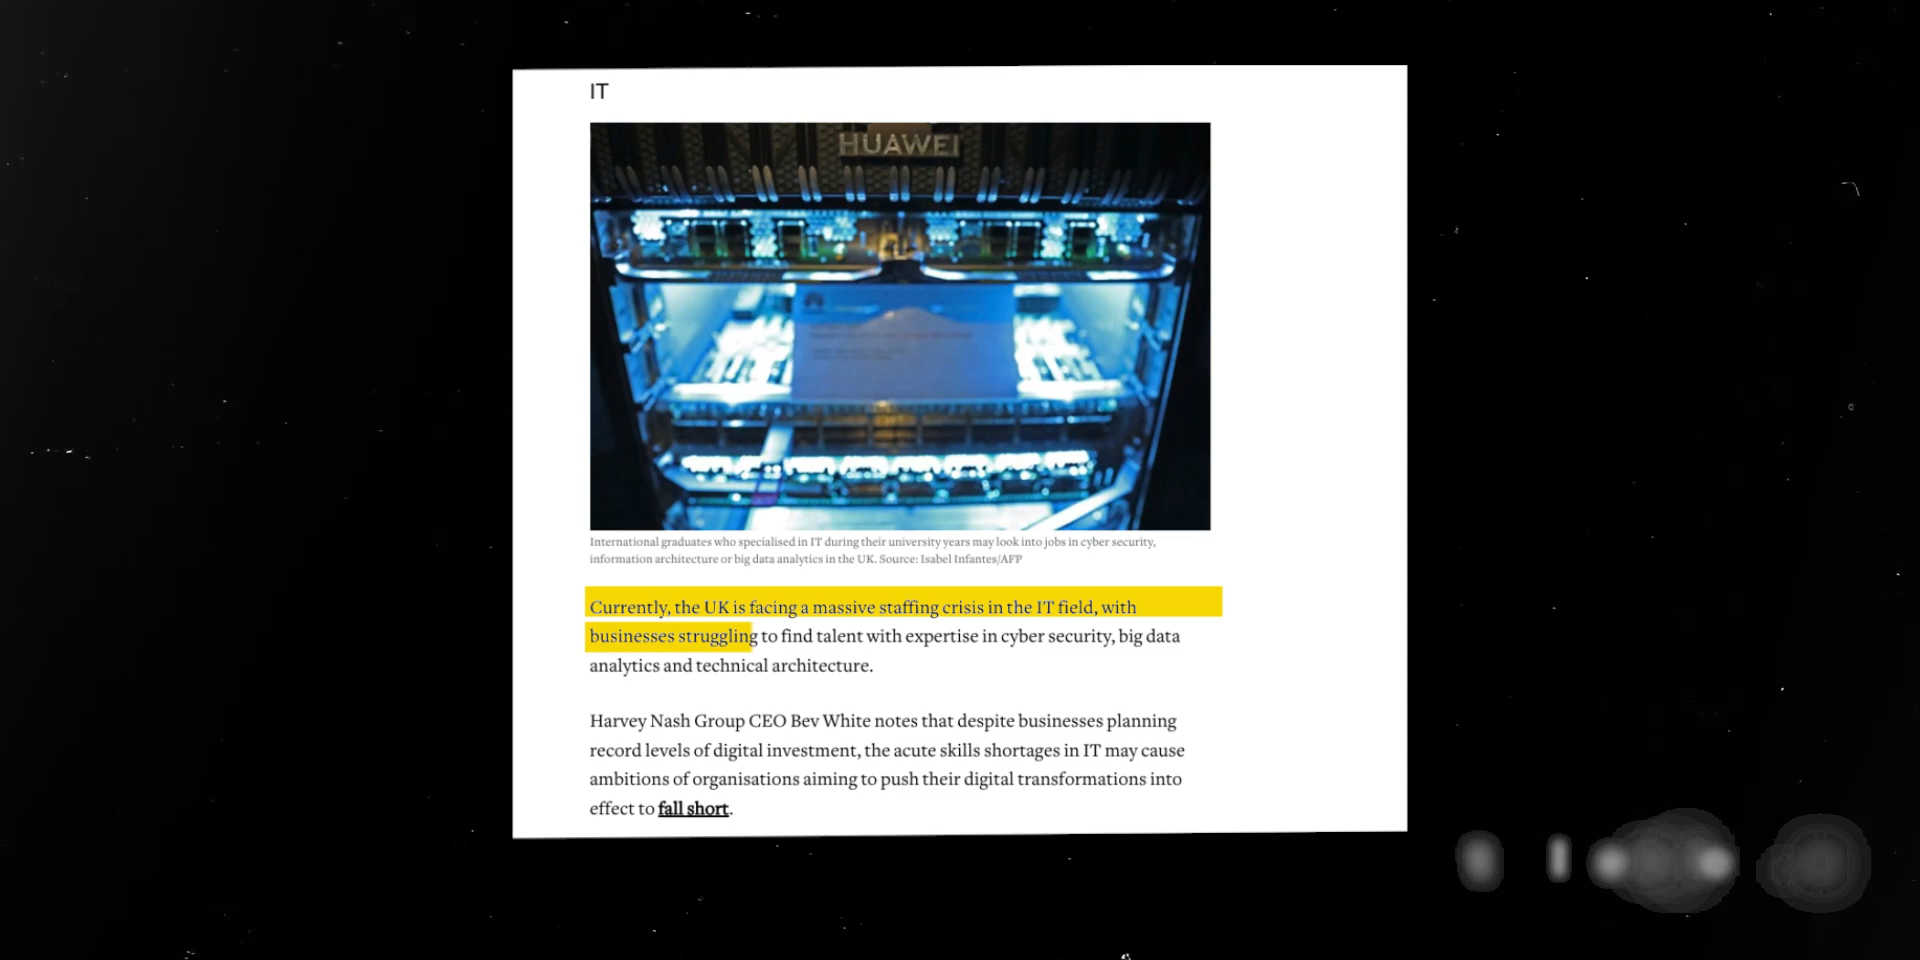 IT
HUAWEI
International graduates who specialised in IT during their university years may look into jobs in cyber security,
information architecture or big data analytics in the UK. Source: Isabel Infantes/AFP
Currently, the UK is facing a massive staffing crisis in the IT field, with
businesses struggling to find talent with expertise in cyber security, big data
analytics and technical architecture.
Harvey Nash Group CEO Bev White notes that despite businesses planning
record levels of digital investment, the acute skills shortages in IT may cause
ambitions of organisations aiming to push their digital transformations into
effect to fall short.